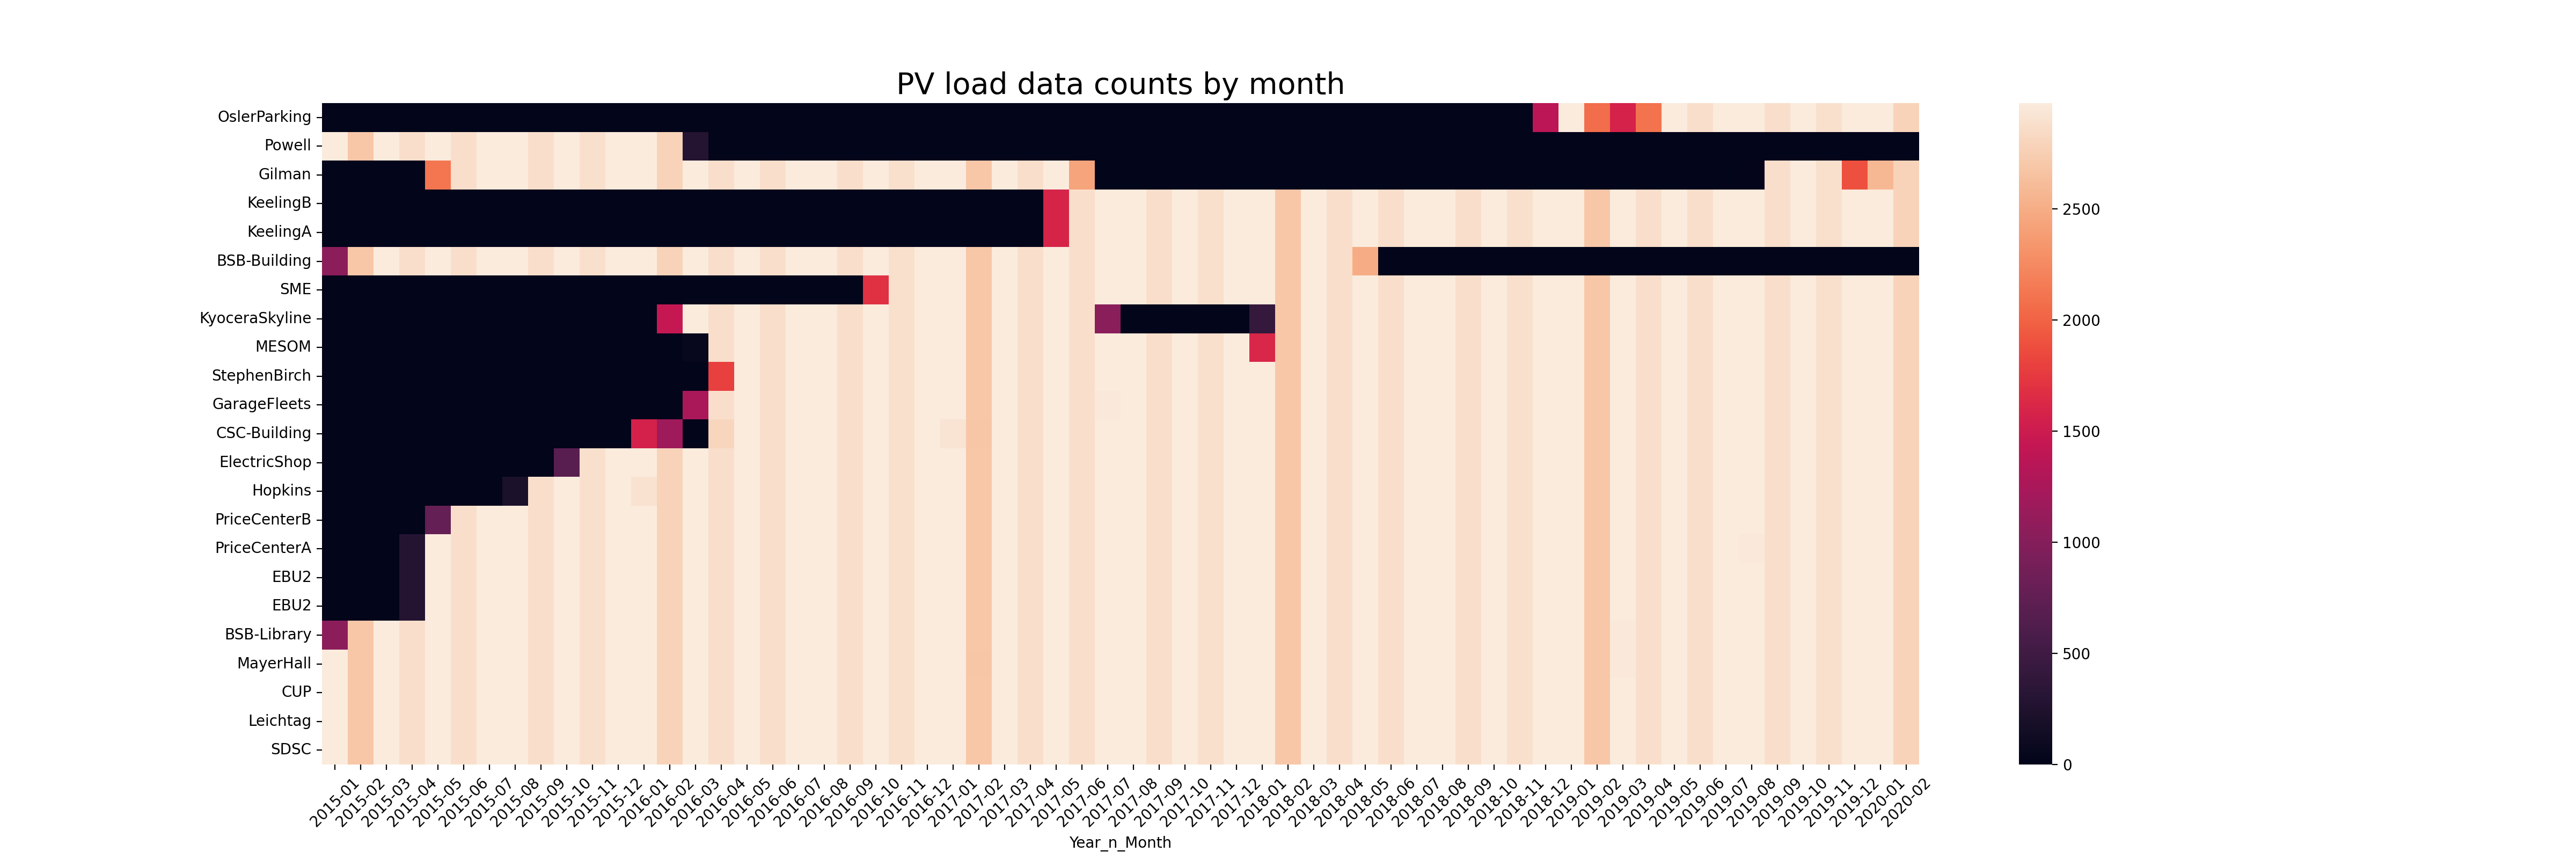 PV load data counts by month
OslerParking
Powell
Gilman
KeelingB
KeelingA
BSB-Building
SME
KyoceraSkyline
MESOM
StephenBirch
GarageFleets
CSC-Building
ElectricShop
Hopkins
PriceCenterB
PriceCenterA
EBU2
EBU2
BSB-Library
MayerHall
CUP
Leichtag
SDSC
2015-01
2015-02
2015-03
2015-04
2015-05
2015-06
2015-07
2015-08
2015-09
2015-10
2015-11
2015-12
2016-01
2016-02
2016-03
2016-04
2016-05
2016-06
2016-07
2016-08
2016-09
2016-10
2016-11
2016-12
2017-01
2017-02
2017-03
2017-04
2017-05
2017-06
2017-07
2017-08
2017-09
2017-10
2017-11
2017-12
2018-01
2018-02
2018-03
2018-04
2018-05
2018-06
2018-07
2018-08
2018-09
2018-10
2018-11
2018-12
2019-01
2019-02
2019-03
2019-04
2019-05
2019-06
2019-07
2019-08
2019-09
2019-10
2019-11
2019-12
2020-01
2020-02
Year_n_Month
2500
2000
1500
1000
500
0